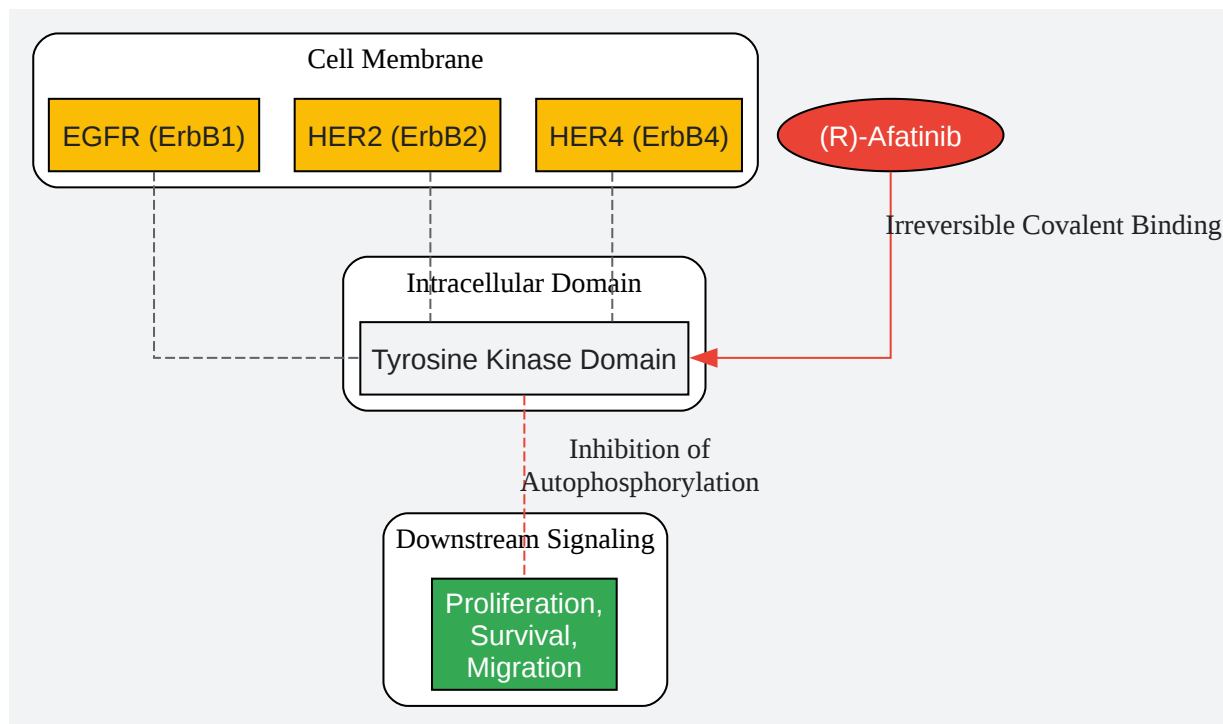 Cell Membrane
EGFR (ErbB1)
HER2 (ErbB2)
HER4 (ErbB4)
(R)-Afatinib
Irreversible Covalent Binding
Intracellular Domain
Tyrosine Kinase Domain
Inhibition of
Autophosphorylation
Downstream Signaling
Proliferation,
Survival,
Migration